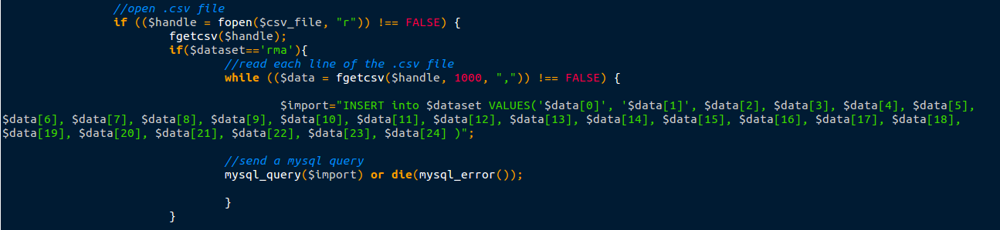 //open .csv file
if (($handle = fopen($csv_file, "r")) !== FALSE) {
fgetcsv($handle);
if($dataset=='rma'){
//read each line of the .csv file
while (($data = fgetcsv($handle, 1000, ",")) !== FALSE) {
$import="INSERT into $dataset VALUES('$data[0]', '$data[1]', $data[2], $data[3], $data[4], $data[5],
$data[6], $data[7], $data[8], $data[9], $data[10], $data[11], $data[12], $data[13], $data[14], $data[15], $data[16], $data[17], $data[18],
$data[19], $data[20], $data[21], $data[22], $data[23], $data[24] )";
//send a mysql query
mysql_query($import) or die(mysql_error());
}
}